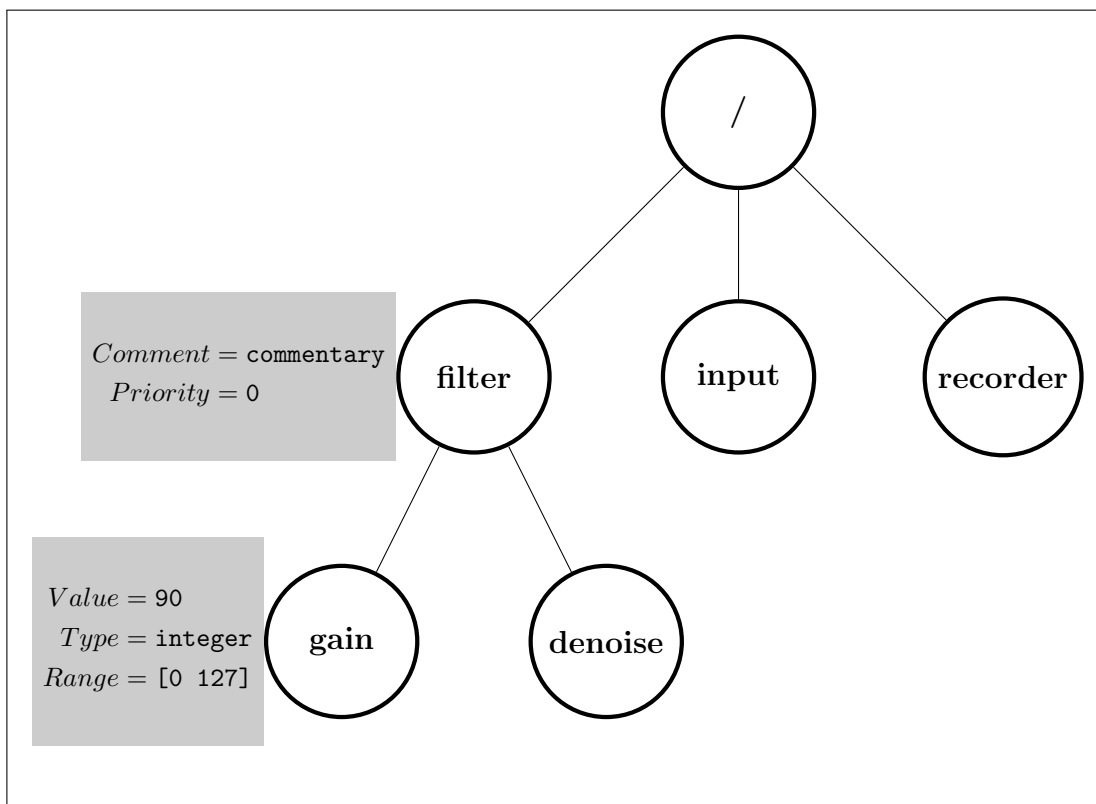 /
Comment = commentary
Priority = 0
filter
input
recorder
Value = 90
Type = integer
Range = [0 127]
gain
denoise